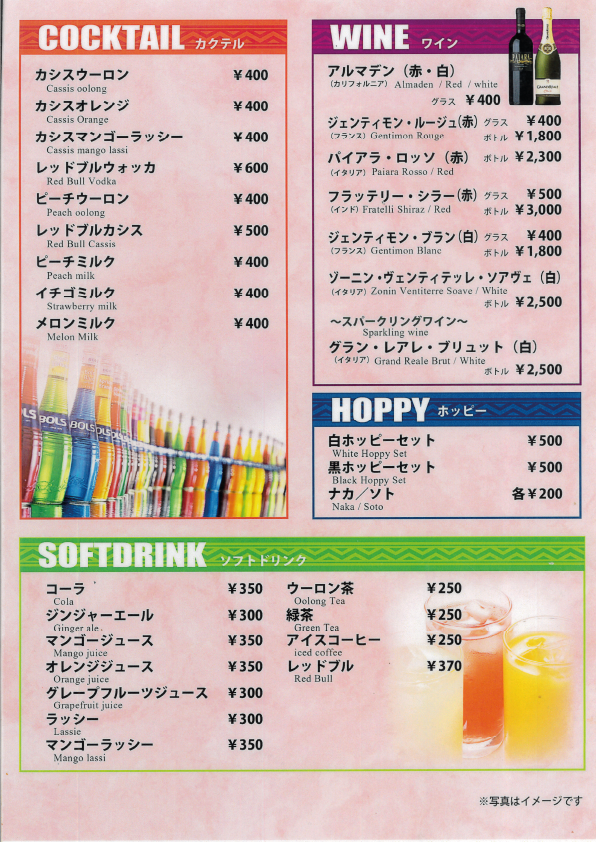 COCKTAIL カクテル
カシスウーロン ¥400
Cassis oolong
カシスオレンジ ¥400
Cassis Orange
カシスマンゴーラッシー ¥400
Cassis mango lassi
レッドブルウォッカ ¥600
Red Bull Vodka
ピーチウーロン ¥400
Peach oolong
レッドブルカシス ¥500
Red Bull Cassis
ピーチミルク ¥400
Peach milk
イチゴミルク ¥400
Strawberry milk
メロンミルク ¥400
Melon Milk
BOLS BOLS BOLS
WINE ワイン
アルマデン（赤・白）
（カリフォルニア） Almaden / Red / white
グラス ¥400
ジェンティモン・ルージュ(赤) グラス ¥400
（フランス） Gentimon Rouge ボトル ¥1,800
パイアラ・ロッソ（赤） ボトル ¥2,300
（イタリア） Paiara Rosso / Red
フラッテリー・シラー(赤) グラス ¥500
（インド） Fratelli Shiraz / Red ボトル ¥3,000
ジェンティモン・ブラン(白) グラス ¥400
（フランス） Gentimon Blanc ボトル ¥1,800
ゾーニン・ヴェンティテッレ・ソアヴェ（白）
（イタリア） Zonin Ventiterre Soave / White
ボトル ¥2,500
〜スパークリングワイン〜
Sparkling wine
グラン・レアレ・ブリュット（白）
（イタリア） Grand Reale Brut / White
ボトル ¥2,500
HOPPY ホッピー
白ホッピーセット ¥500
White Hoppy Set
黒ホッピーセット ¥500
Black Hoppy Set
ナカ／ソト 各¥200
Naka / Soto
SOFTDRINK ソフトドリンク
コーラ ¥350
Cola
ジンジャーエール ¥300
Ginger ale
マンゴージュース ¥350
Mango juice
オレンジジュース ¥350
Orange juice
グレープフルーツジュース ¥300
Grapefruit juice
ラッシー ¥300
Lassie
マンゴーラッシー ¥350
Mango lassi
ウーロン茶 ¥250
Oolong Tea
緑茶 ¥250
Green Tea
アイスコーヒー ¥250
iced coffee
レッドブル ¥370
Red Bull
※写真はイメージです